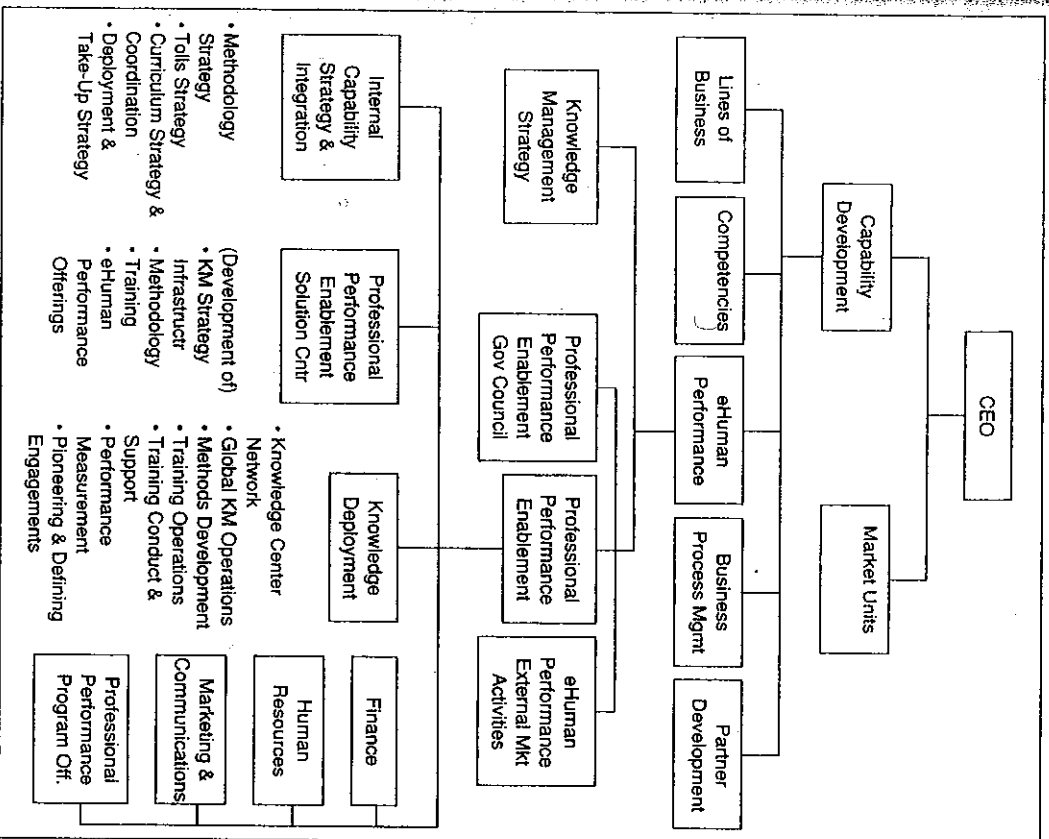 CEO
Capability
Development
Market Units
Lines of
Business
Competencies
eHuman
Performance
Business
Process Mgmt
Partner
Development
Knowledge
Management
Strategy
Professional
Performance
Enablement
Gov Council
Professional
Performance
Enablement
eHuman
Performance
External Mkt
Activities
Internal
Capability
Strategy &
Integration
Professional
Performance
Enablement
Solution Cntr
Knowledge
Deployment
• Methodology
Strategy
• Tolls Strategy
• Curriculum Strategy &
Coordination
• Deployment &
Take-Up Strategy
(Development of)
• KM Strategy
Infrastructr
• Methodology
• Training
• eHuman
Performance
Offerings
• Knowledge Center
Network
• Global KM Operations
• Methods Development
• Training Operations
• Training Conduct &
Support
• Performance
Measurement
• Pioneering & Defining
Engagements
Finance
Human
Resources
Marketing &
Communications
Professional
Performance
Program Off.